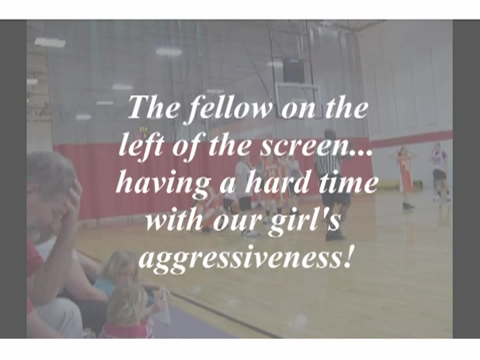 The fellow on the
left of the screen...
having a hard time
with our girl's
aggressiveness!